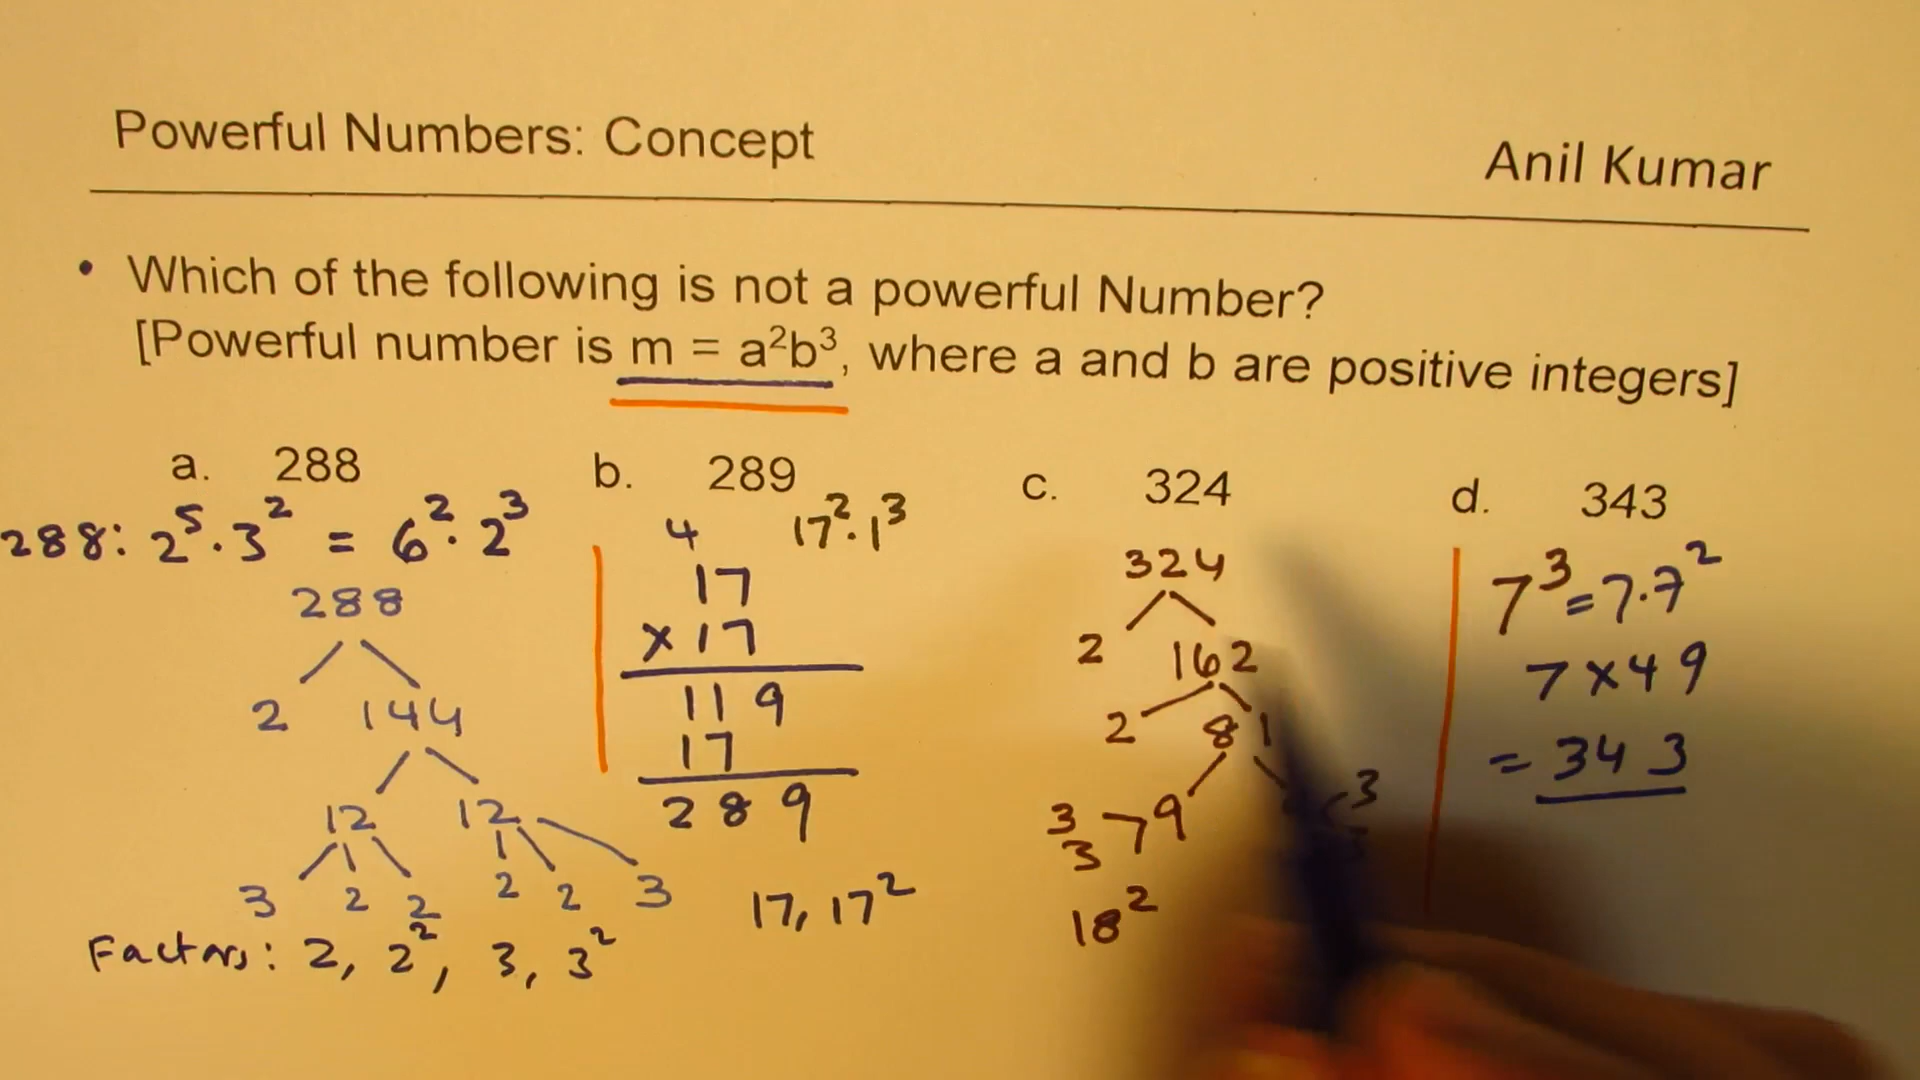 Powerful Numbers: Concept
Anil Kumar
• Which of the following is not a powerful Number?
[Powerful number is m = a²b³, where a and b are positive integers]
a. 288
288: 2⁵·3² = 6²·2³
288
2 144
12 12
3 2 2 2 2 3
Factors: 2, 2², 3, 3²
b. 289
17²·1³
4
17
×17
119
17
289
17, 17²
c. 324
324
2 162
2 81
3 9 3
3
18²
d. 343
7³=7·7²
7×49
= 343